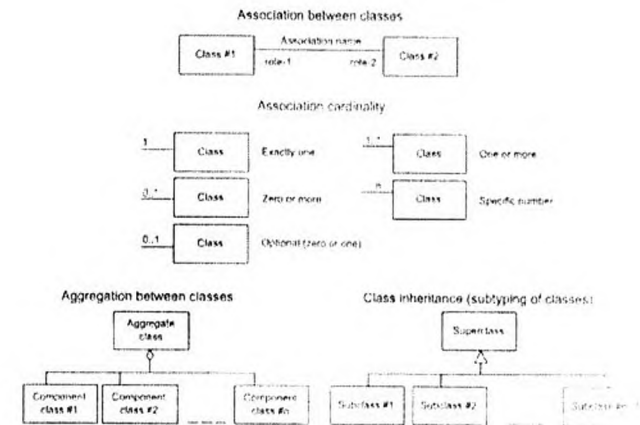 Association between classes
Association name
Class #1
Class #2
role-1
role-2
Association cardinality
1
Class
Exactly one
1..*
Class
One or more
0..*
Class
Zero or more
n
Class
Specific number
0..1
Class
Optional (zero or one)
Aggregation between classes
Class inheritance (subtyping of classes)
Aggregate
class
Superclass
Component
class #1
Component
class #2
Component
class #n
Subclass #1
Subclass #2